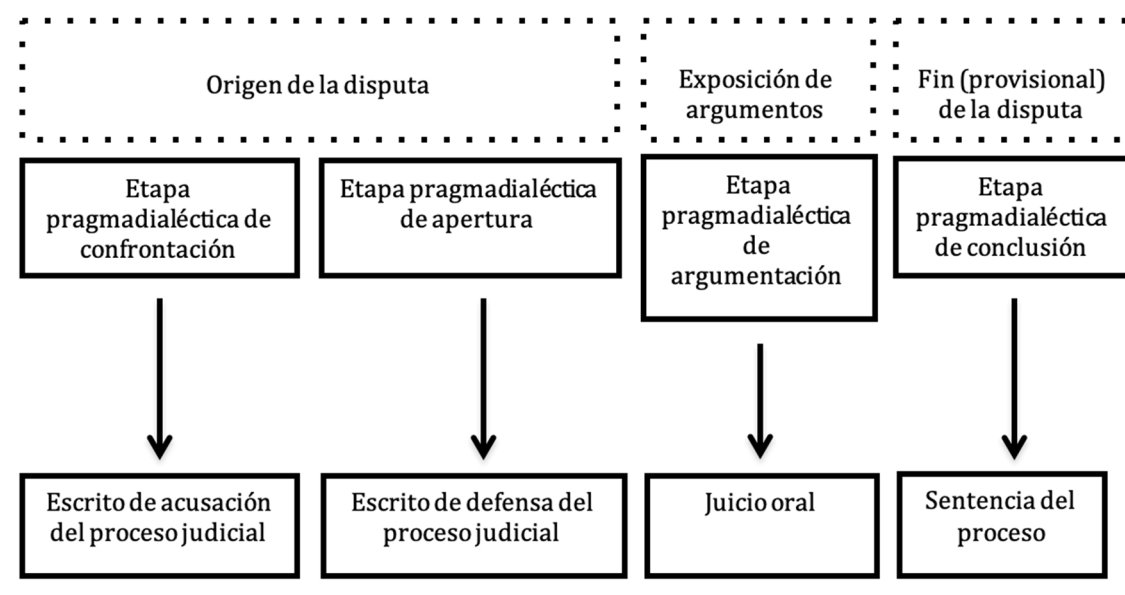 Origen de la disputa
Exposición de
argumentos
Fin (provisional)
de la disputa
Etapa
pragmadialéctica de
confrontación
Etapa pragmadialéctica
de apertura
Etapa
pragmadialéctica
de
argumentación
Etapa
pragmadialéctica
de conclusión
Escrito de acusación
del proceso judicial
Escrito de defensa del
proceso judicial
Juicio oral
Sentencia del
proceso